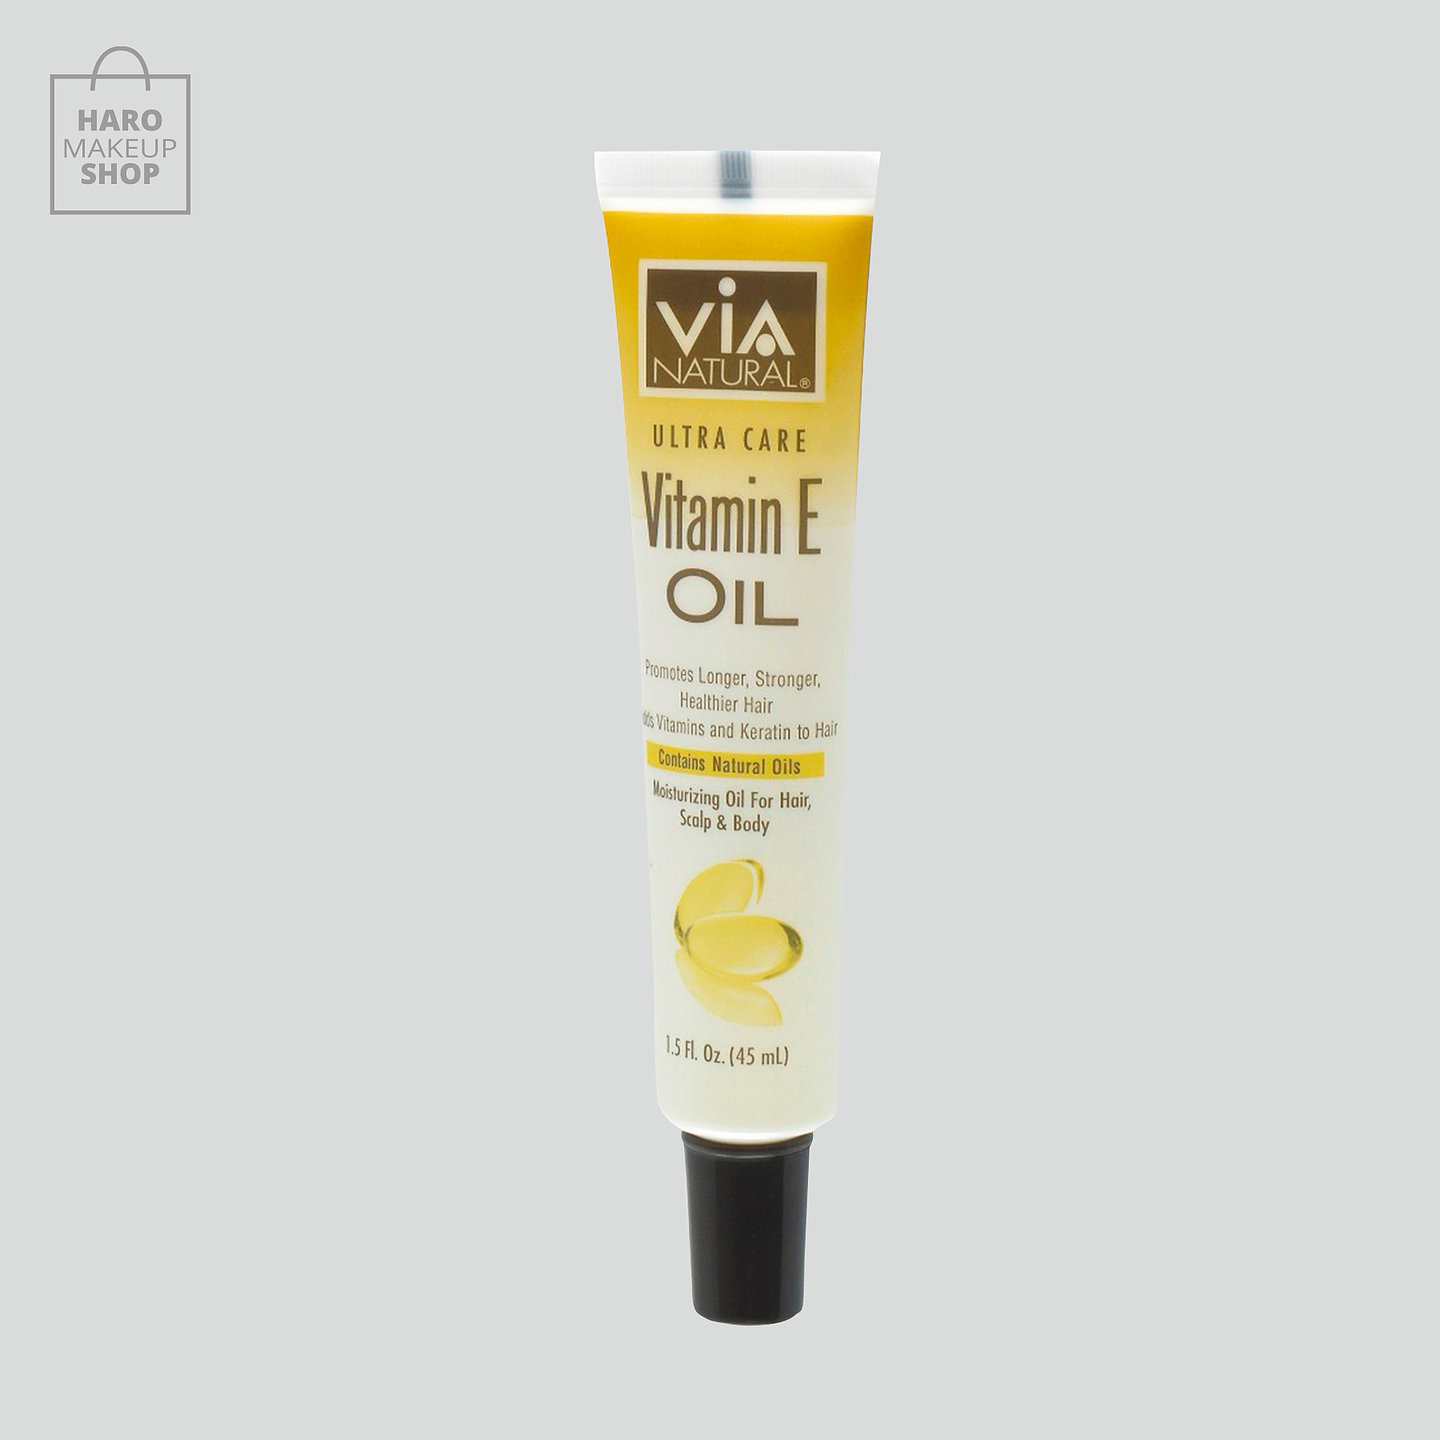 HARO
MAKEUP
SHOP
VIA
NATURAL®
ULTRA CARE
Vitamin E
OIL
Promotes Longer, Stronger,
Healthier Hair
Vitamins and Keratin to Hair
Contains Natural Oils
Moisturizing Oil For Hair,
Scalp & Body
1.5 Fl. Oz. (45 mL)